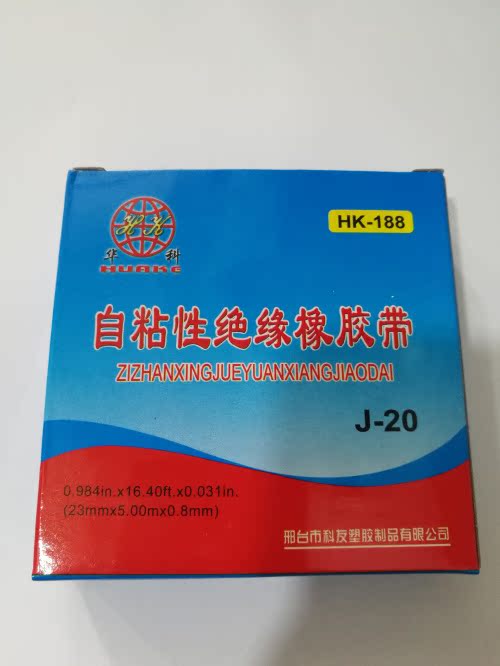 HK
华 科
HUAKE
HK-188
自粘性绝缘橡胶带
ZIZHANXINGJUEYUANXIANGJIAODAI
J-20
0.984in.x16.40ft.x0.031in.
(23mmx5.00mx0.8mm)
邢台市科友塑胶制品有限公司